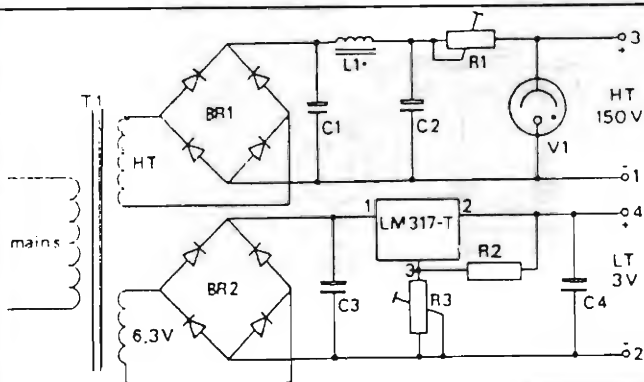 T1
BR1
HT
L1•
R1
C1
C2
V1
3
+
HT
150 V
-
1
mains
6.3V
BR2
1
LM317-T
2
3
R2
R3
C3
C4
4
+
LT
3V
-
2